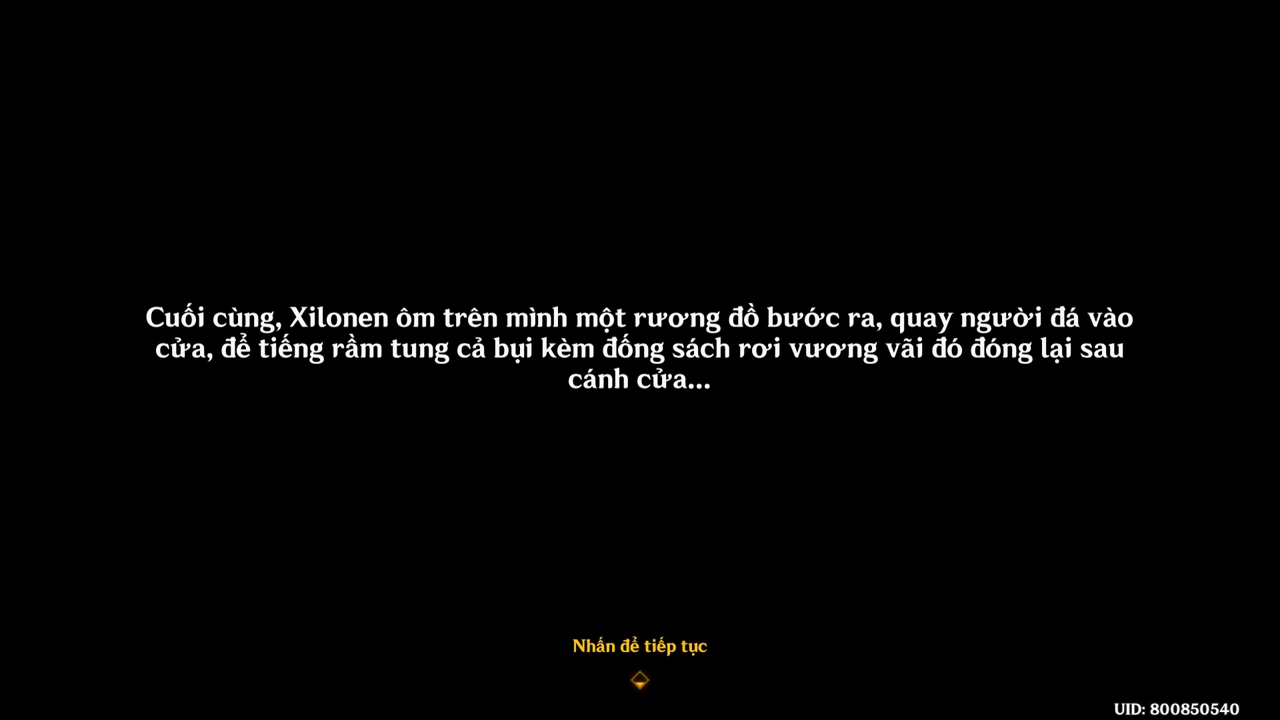 Cuối cùng, Xilonen ôm trên mình một rương đồ bước ra, quay người đá vào
cửa, để tiếng rầm tung cả bụi kèm đống sách rơi vương vãi đó đóng lại sau
cánh cửa...
Nhấn để tiếp tục
UID: 800850540